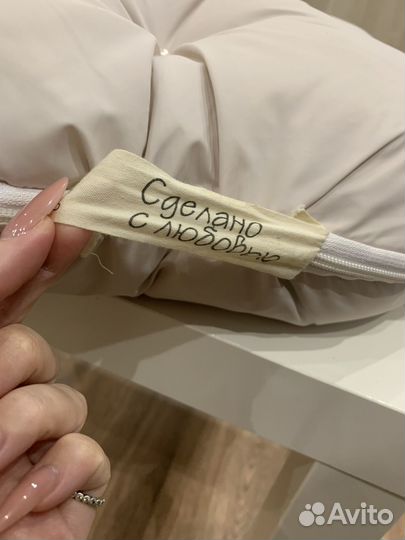 Сделано
с любовью
Avito